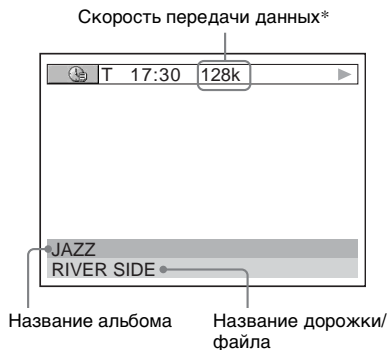 Скорость передачи данных*
T 17:30 128k
JAZZ
RIVER SIDE
Название альбома
Название дорожки/
файла